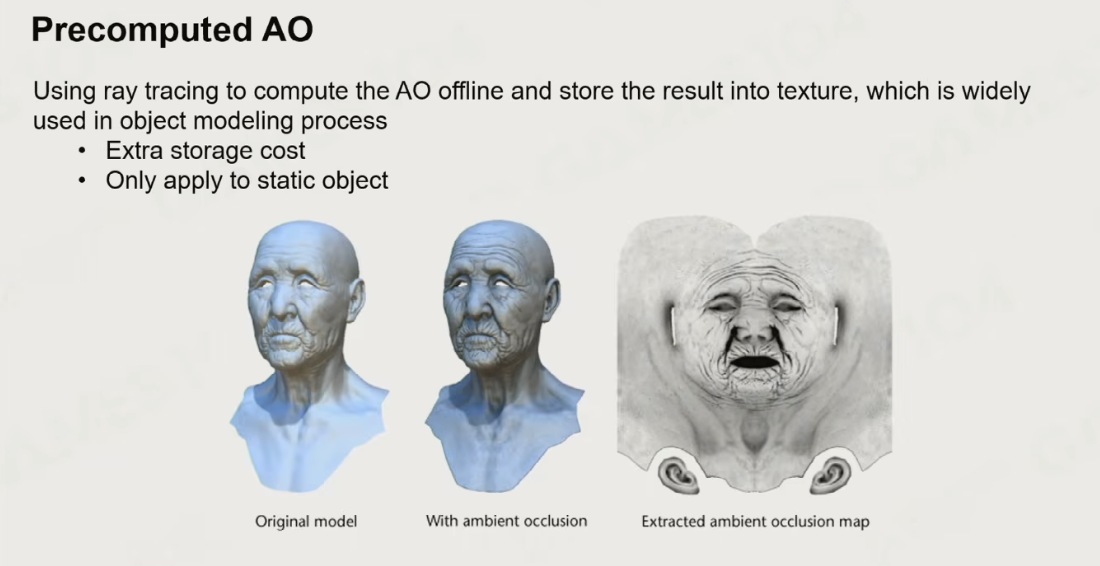 Precomputed AO
Using ray tracing to compute the AO offline and store the result into texture, which is widely
used in object modeling process
• Extra storage cost
• Only apply to static object
Original model
With ambient occlusion
Extracted ambient occlusion map